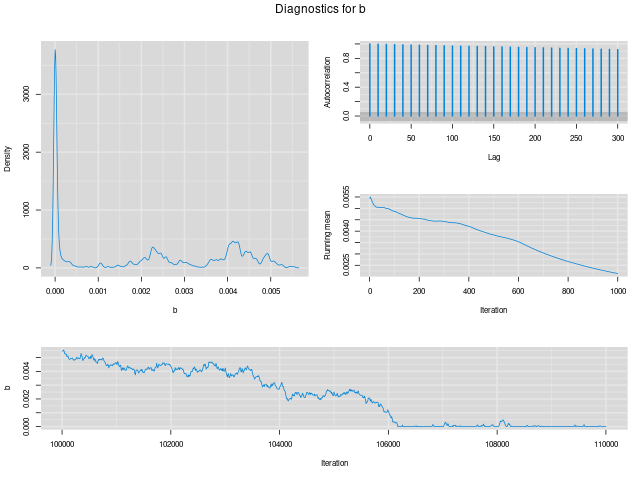 Diagnostics for b
Density
0 1000 2000 3000
0.000 0.001 0.002 0.003 0.004 0.005
b
Autocorrelation
0.0 0.4 0.8
0 50 100 150 200 250 300
Lag
Running mean
0.0025 0.0040 0.0055
0 200 400 600 800 1000
Iteration
b
0.000 0.002 0.004
100000 102000 104000 106000 108000 110000
Iteration